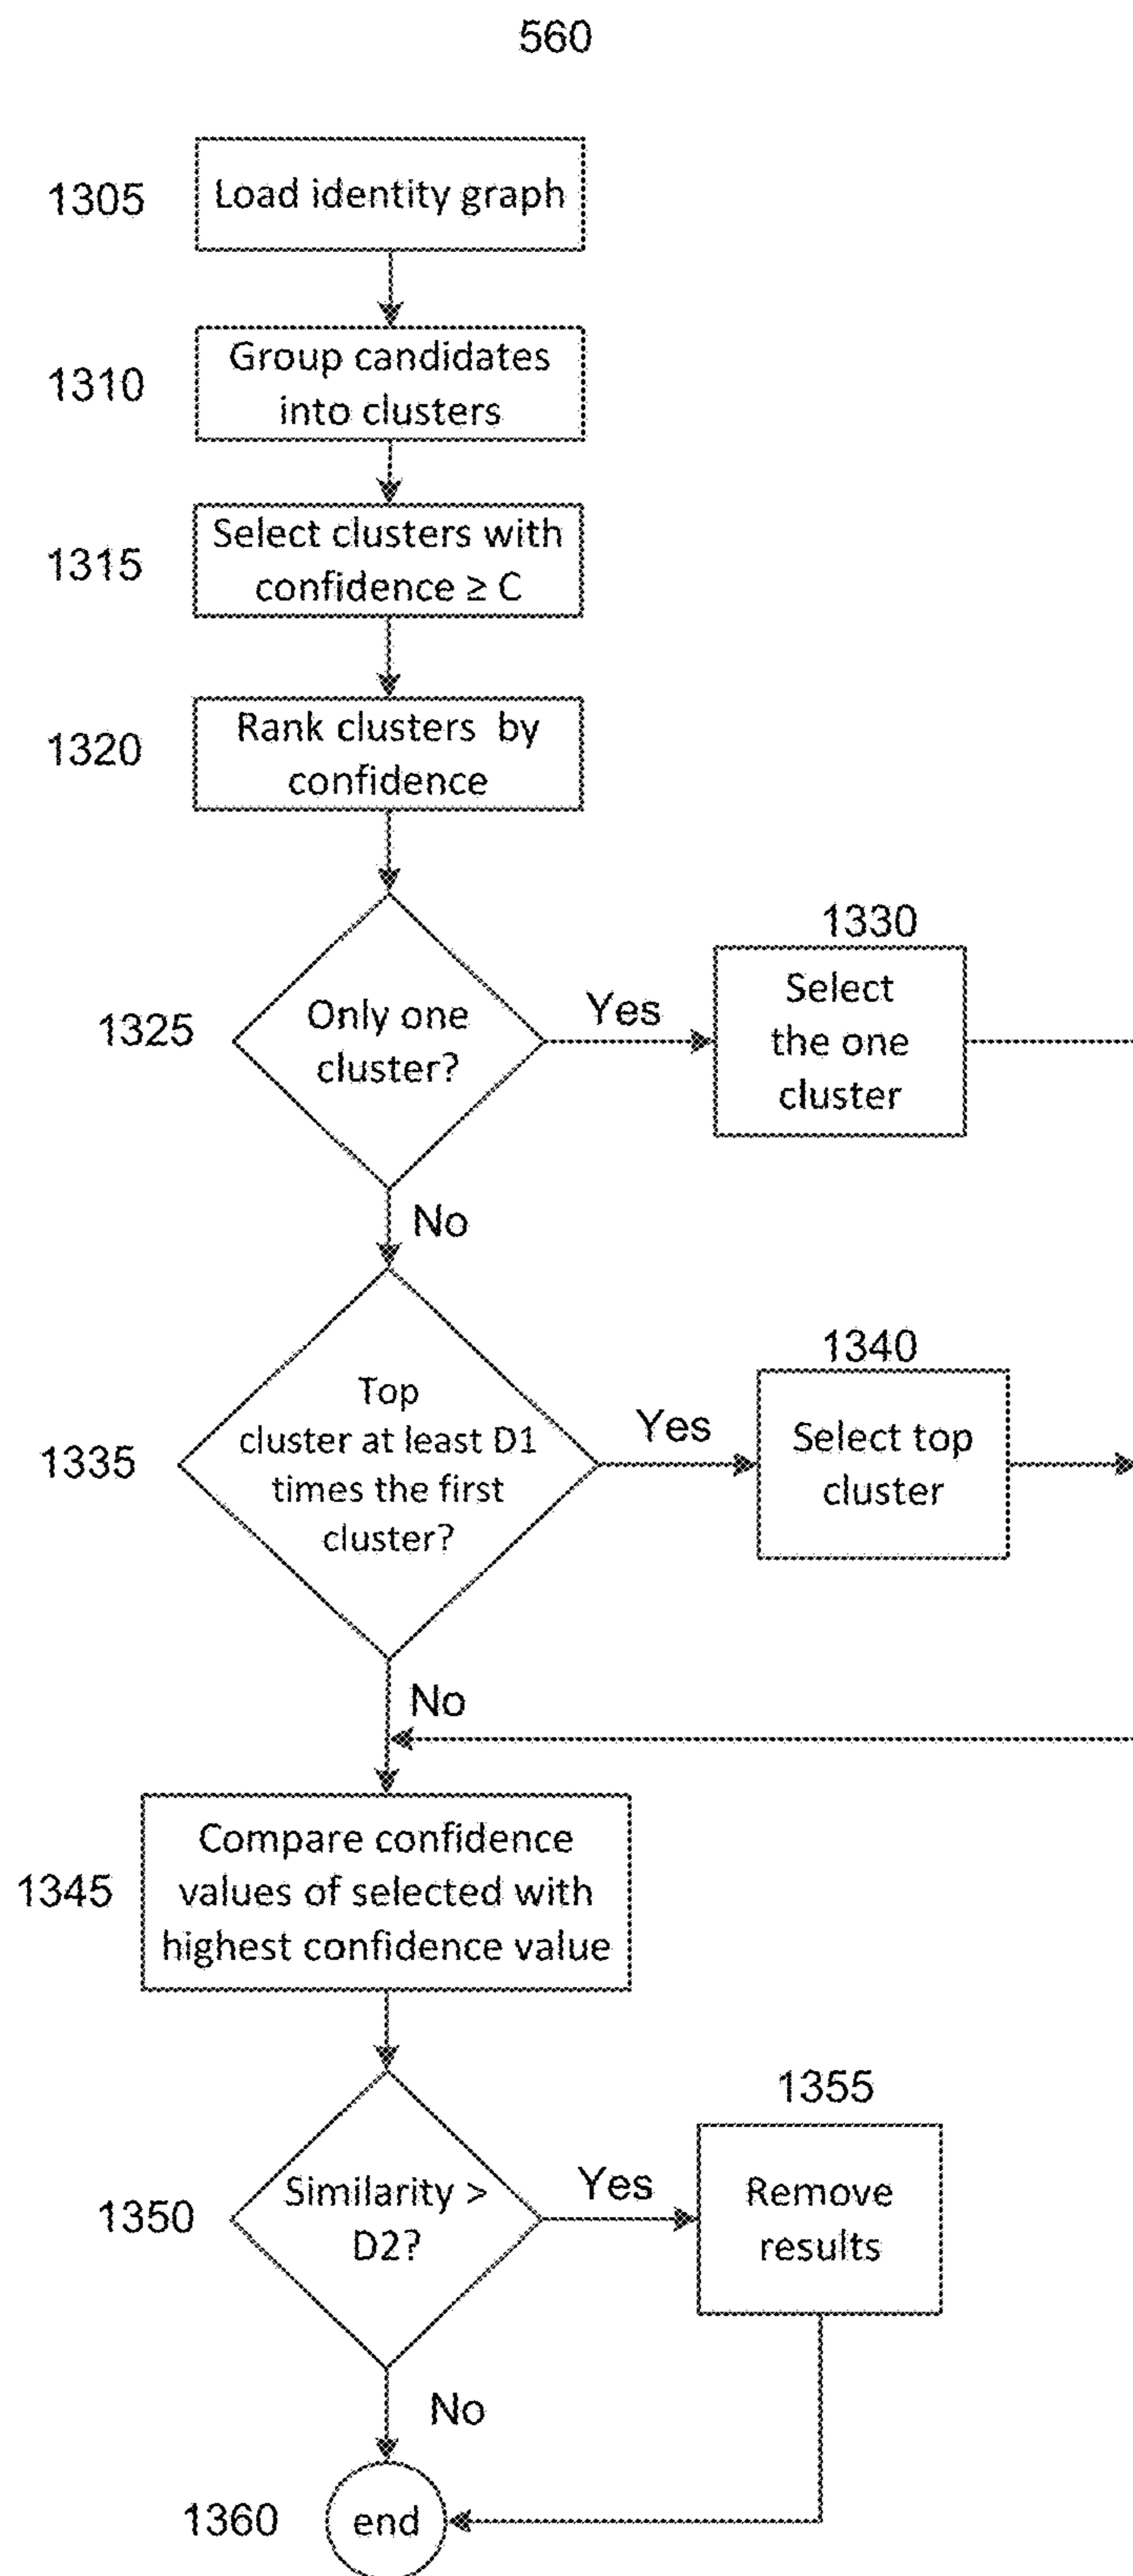 560
1305
Load identity graph
1310
Group candidates
into clusters
1315
Select clusters with
confidence ≥ C
1320
Rank clusters by
confidence
1325
Only one
cluster?
Yes
1330
Select
the one
cluster
No
1335
Top
cluster at least D1
times the first
cluster?
Yes
1340
Select top
cluster
No
1345
Compare confidence
values of selected with
highest confidence value
1350
Similarity >
D2?
Yes
1355
Remove
results
No
1360
end